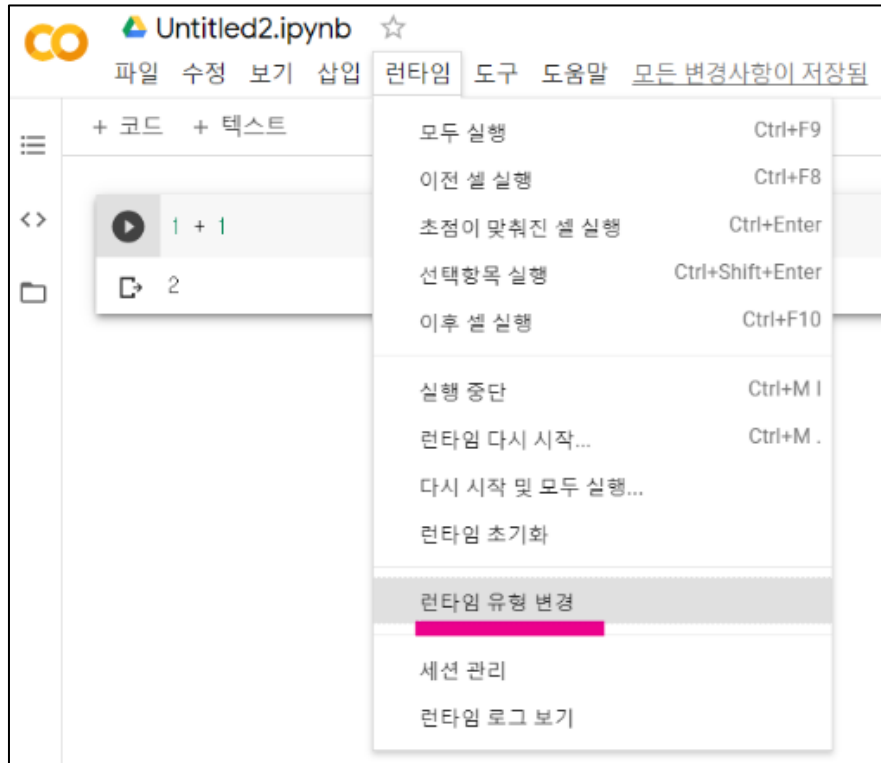 Untitled2.ipynb
파일 수정 보기 삽입 런타임 도구 도움말 모든 변경사항이 저장됨
+ 코드 + 텍스트
모두 실행 Ctrl+F9
이전 셀 실행 Ctrl+F8
초점이 맞춰진 셀 실행 Ctrl+Enter
선택항목 실행 Ctrl+Shift+Enter
이후 셀 실행 Ctrl+F10
실행 중단 Ctrl+M I
런타임 다시 시작... Ctrl+M .
다시 시작 및 모두 실행...
런타임 초기화
런타임 유형 변경
세션 관리
런타임 로그 보기
1 + 1
2